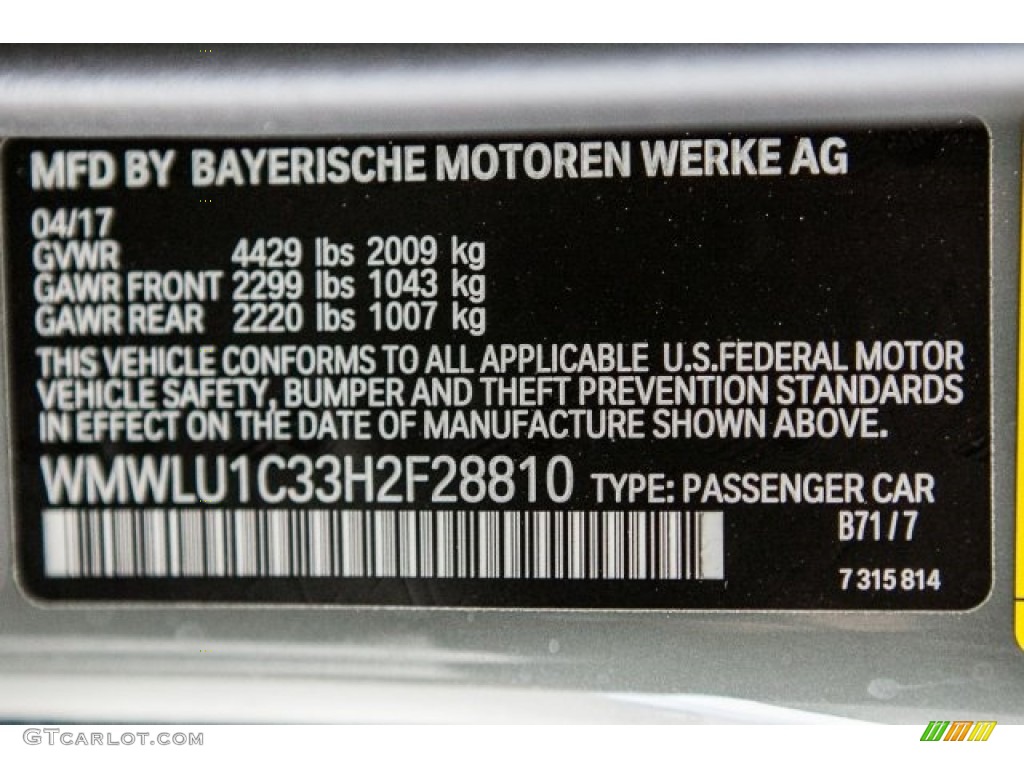 MFD BY BAYERISCHE MOTOREN WERKE AG
04/17
GVWR 4429 lbs 2009 kg
GAWR FRONT 2299 lbs 1043 kg
GAWR REAR 2220 lbs 1007 kg
THIS VEHICLE CONFORMS TO ALL APPLICABLE U.S.FEDERAL MOTOR
VEHICLE SAFETY, BUMPER AND THEFT PREVENTION STANDARDS
IN EFFECT ON THE DATE OF MANUFACTURE SHOWN ABOVE.
WMWLU1C33H2F28810 TYPE: PASSENGER CAR
B71/7
7 315 814
GTCARLOT.COM